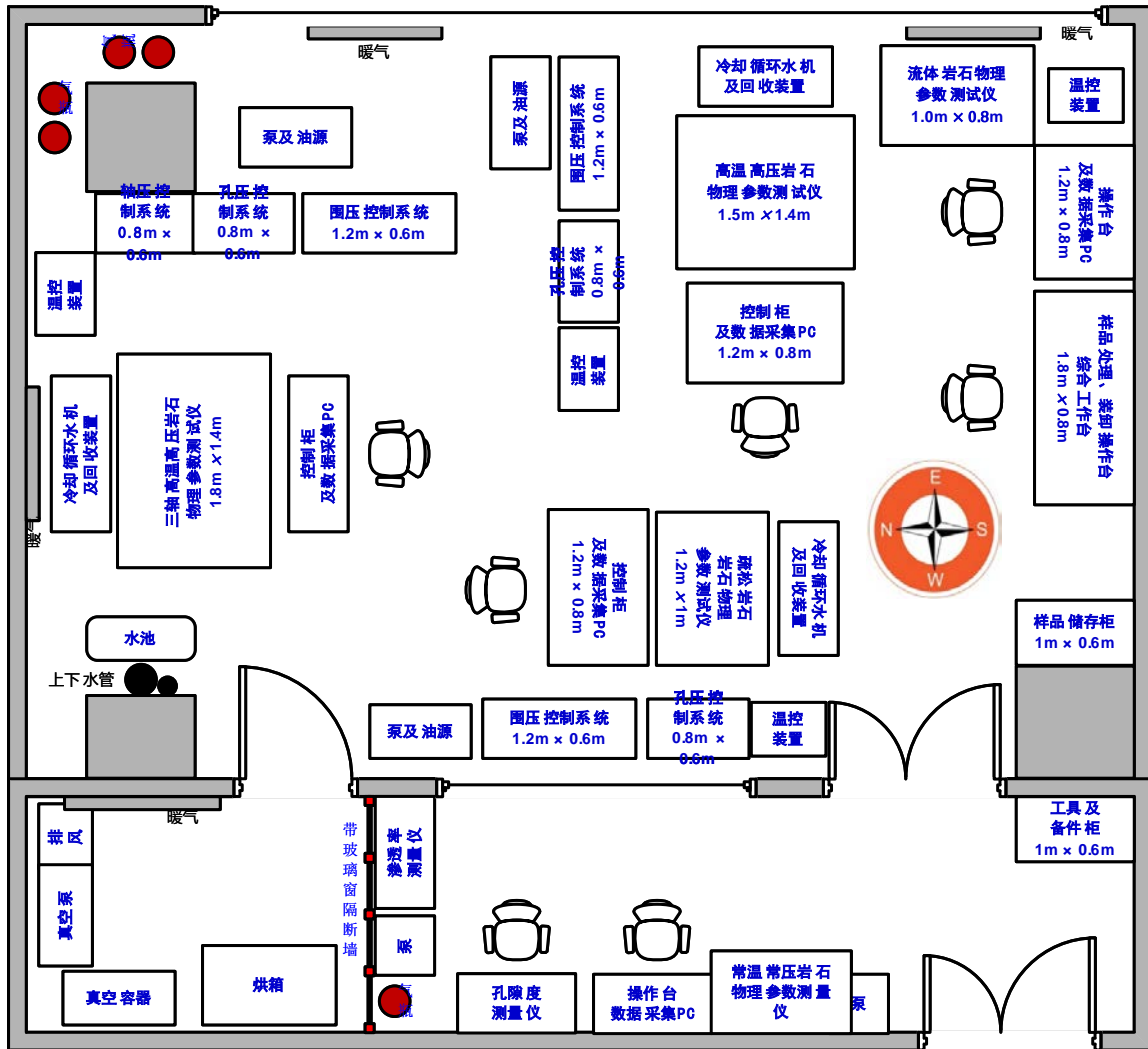 氮瓶
暖气
暖气
气瓶
泵及油源
泵及油源
围压控制系统
1.2m × 0.6m
冷却循环水机
及回收装置
流体岩石物理
参数测试仪
1.0m × 0.8m
温控
装置
轴压控
制系统
0.8m ×
0.6m
孔压控
制系统
0.8m ×
0.6m
围压控制系统
1.2m × 0.6m
高温高压岩石
物理参数测试仪
1.5m ×1.4m
操作台
及数据采集PC
1.2m × 0.8m
温控
装置
孔压控
制系统
0.8m ×
0.6m
控制柜
及数据采集PC
1.2m × 0.8m
样品处理、装卸操作台
综合工作台
1.8m ×0.8m
温控
装置
冷却循环水机
及回收装置
暖气
三轴高温高压岩石
物理参数测试仪
1.8m ×1.4m
控制柜
及数据采集PC
E
N
S
W
控制柜
及数据采集PC
1.2m × 0.8m
疏松岩石
岩石物理
参数测试仪
1.2m ×1m
冷却循环水机
及回收装置
水池
上下水管
样品储存柜
1m × 0.6m
泵及油源
围压控制系统
1.2m × 0.6m
孔压控
制系统
0.8m ×
0.6m
温控
装置
暖气
排风
真空泵
带玻璃窗隔断墙
渗透率
测量仪
工具及
备件柜
1m × 0.6m
泵
真空容器
烘箱
气瓶
孔隙度
测量仪
操作台
数据采集PC
常温常压岩石
物理参数测量
仪
泵